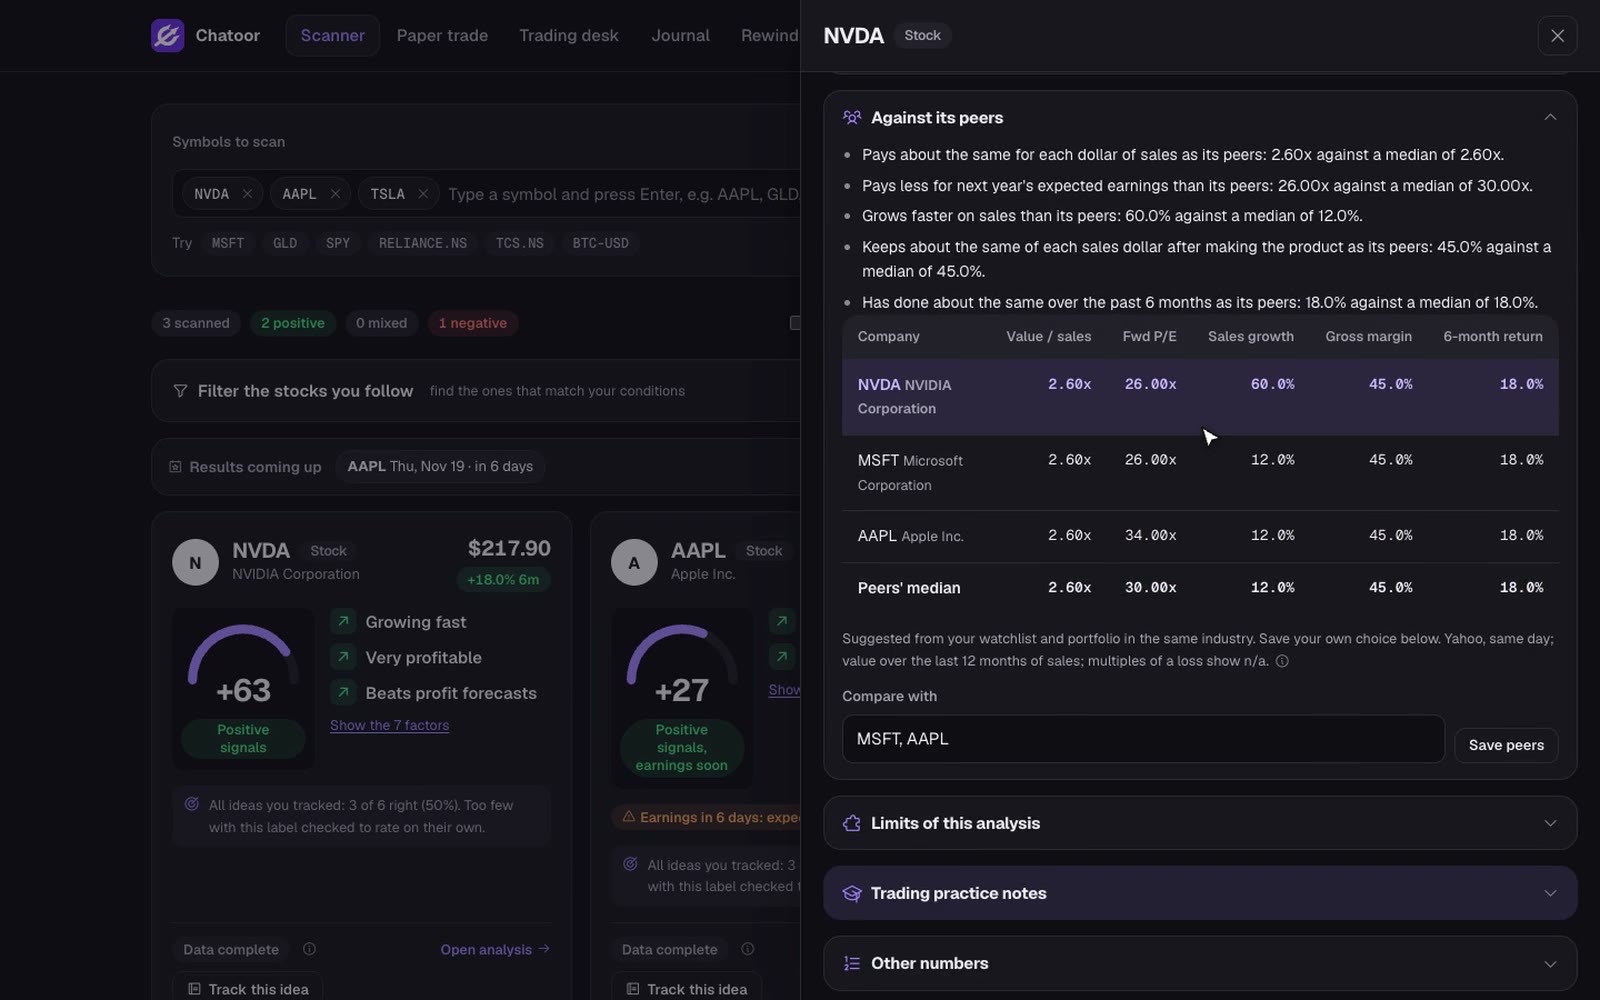 Chatoor
Scanner
Paper trade
Trading desk
Journal
Rewind
Symbols to scan
NVDA
AAPL
TSLA
Type a symbol and press Enter, e.g. AAPL, GLD,
Try
MSFT
GLD
SPY
RELIANCE.NS
TCS.NS
BTC-USD
3 scanned
2 positive
0 mixed
1 negative
Filter the stocks you follow
find the ones that match your conditions
Results coming up
AAPL Thu, Nov 19 · in 6 days
N
NVDA
Stock
NVIDIA Corporation
$217.90
+18.0% 6m
+63
Positive
signals
Growing fast
Very profitable
Beats profit forecasts
Show the 7 factors
All ideas you tracked: 3 of 6 right (50%). Too few
with this label checked to rate on their own.
Data complete
Open analysis
Track this idea
A
AAPL
Stock
Apple Inc.
+27
Positive
signals,
earnings soon
Show
Earnings in 6 days: expe
All ideas you tracked: 3
with this label checked t
Data complete
Track this idea
NVDA
Stock
Against its peers
Pays about the same for each dollar of sales as its peers: 2.60x against a median of 2.60x.
Pays less for next year's expected earnings than its peers: 26.00x against a median of 30.00x.
Grows faster on sales than its peers: 60.0% against a median of 12.0%.
Keeps about the same of each sales dollar after making the product as its peers: 45.0% against a
median of 45.0%.
Has done about the same over the past 6 months as its peers: 18.0% against a median of 18.0%.
Company Value / sales Fwd P/E Sales growth Gross margin 6-month return
NVDA NVIDIA 2.60x 26.00x 60.0% 45.0% 18.0%
Corporation
MSFT Microsoft 2.60x 26.00x 12.0% 45.0% 18.0%
Corporation
AAPL Apple Inc. 2.60x 34.00x 12.0% 45.0% 18.0%
Peers' median 2.60x 30.00x 12.0% 45.0% 18.0%
Suggested from your watchlist and portfolio in the same industry. Save your own choice below. Yahoo, same day;
value over the last 12 months of sales; multiples of a loss show n/a.
Compare with
MSFT, AAPL
Save peers
Limits of this analysis
Trading practice notes
Other numbers